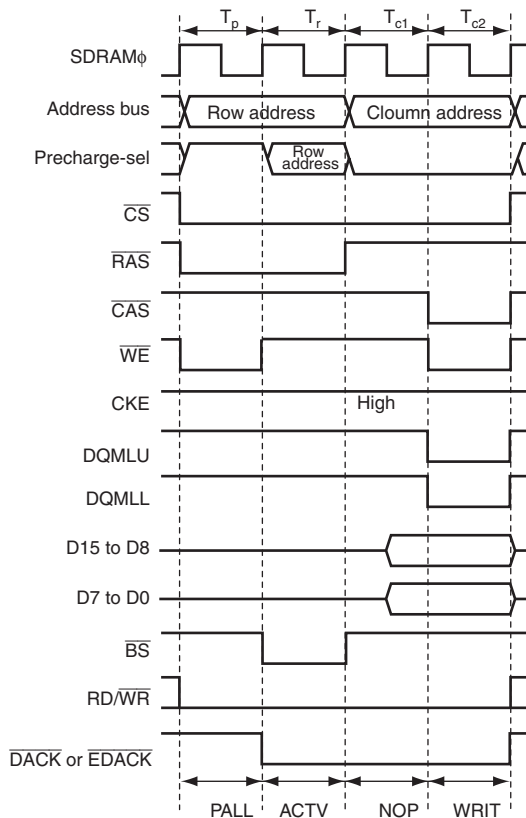 Tp Tr Tc1 Tc2
SDRAMϕ
Address bus
Row address
Cloumn address
Precharge-sel
Row
address
CS
RAS
CAS
WE
CKE
High
DQMLU
DQMLL
D15 to D8
D7 to D0
BS
RD/WR
DACK or EDACK
PALL ACTV NOP WRIT